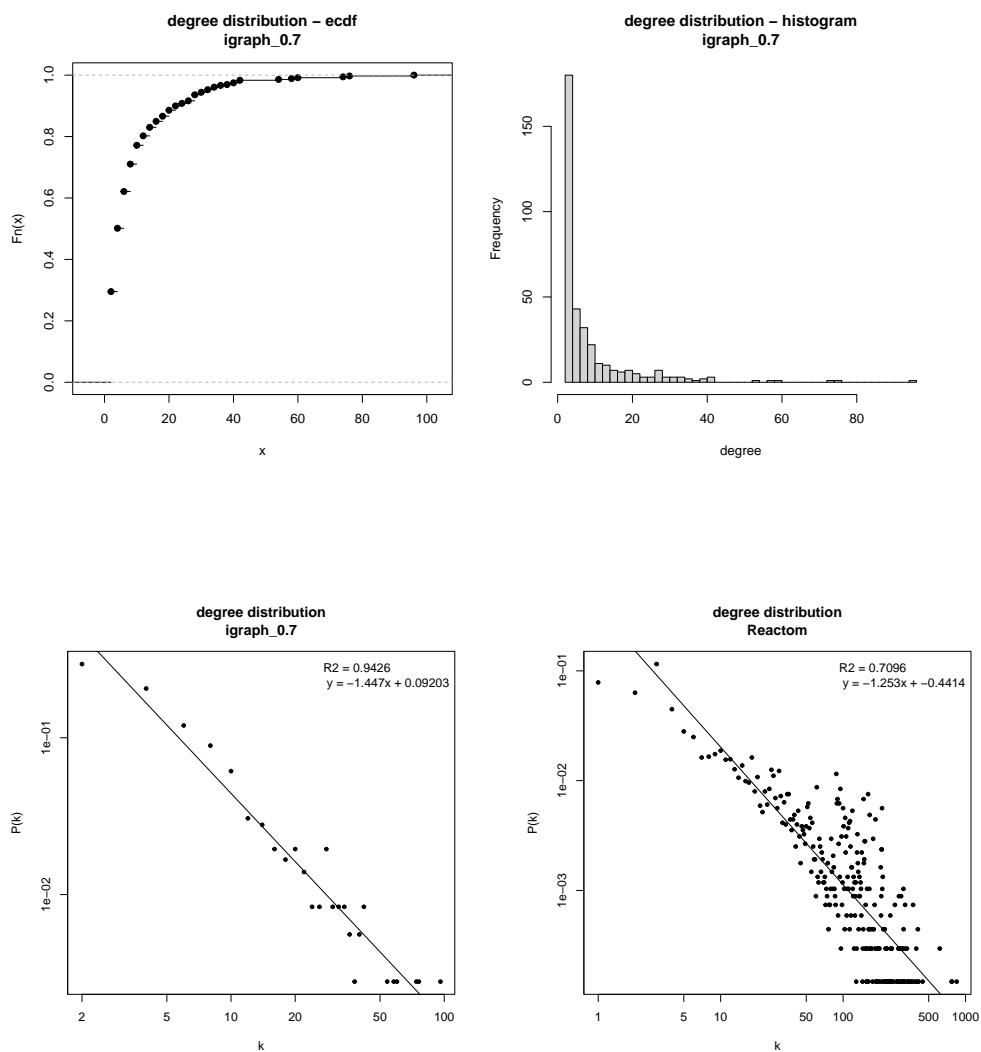 degree distribution − ecdf
igraph_0.7
Fn(x)
1.0
0.8
0.6
0.4
0.2
0.0
0 20 40 60 80 100
x
degree distribution − histogram
igraph_0.7
Frequency
150
100
50
0
0 20 40 60 80
degree
degree distribution
igraph_0.7
R2 = 0.9426
y = −1.447x + 0.09203
P(k)
1e−01
1e−02
2 5 10 20 50 100
k
degree distribution
Reactom
R2 = 0.7096
y = −1.253x + −0.4414
P(k)
1e−01
1e−02
1e−03
1 5 10 50 100 500 1000
k